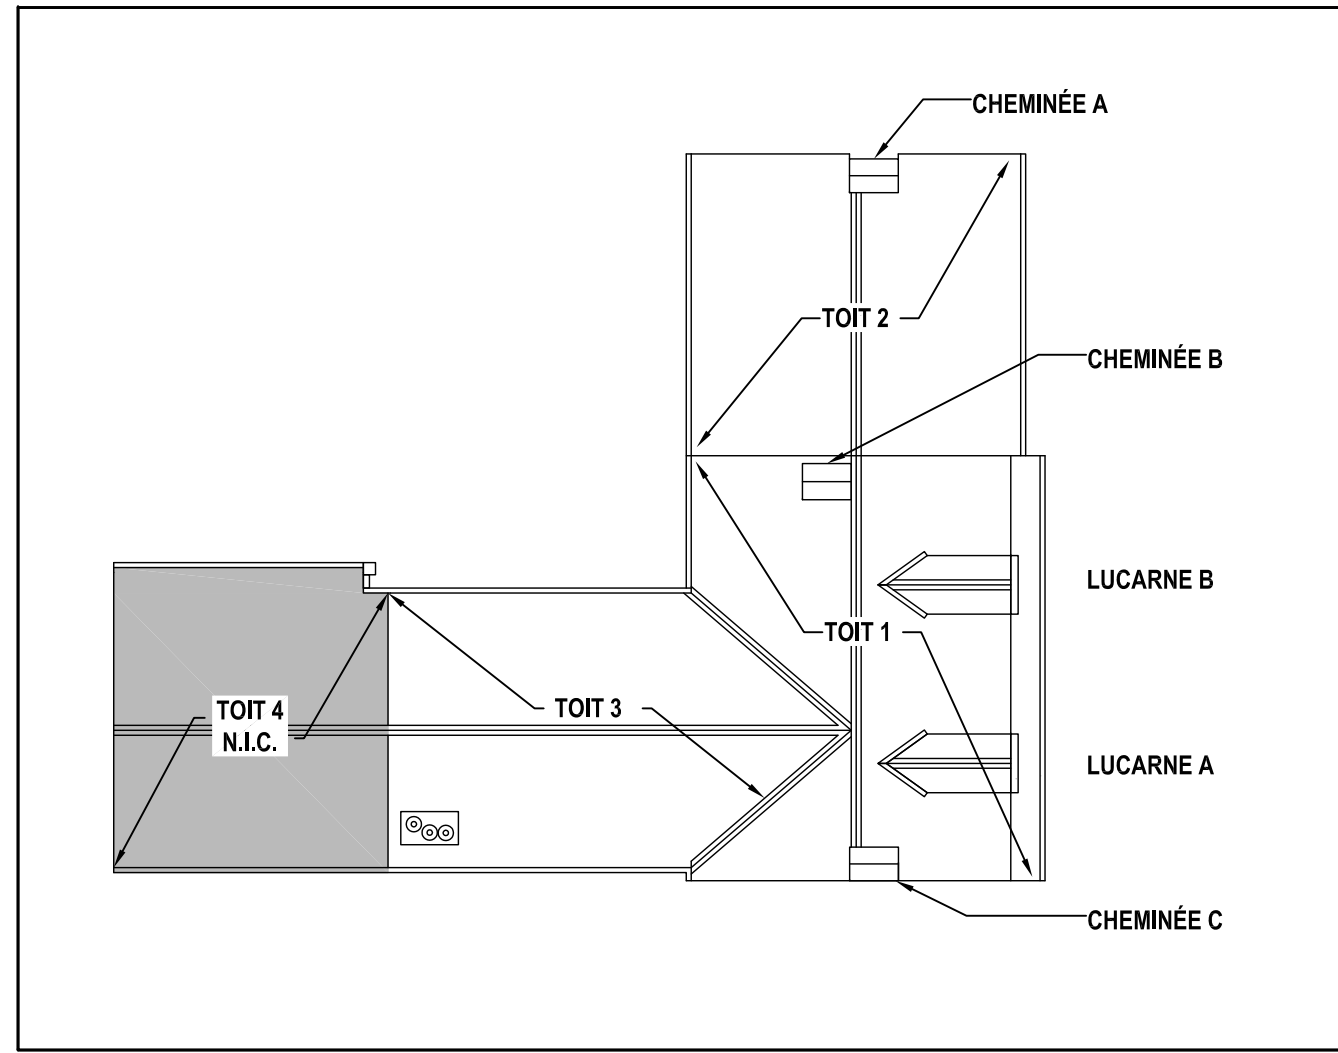 CHEMINÉE A
TOIT 2
CHEMINÉE B
LUCARNE B
TOIT 1
TOIT 4
N.I.C.
TOIT 3
LUCARNE A
CHEMINÉE C